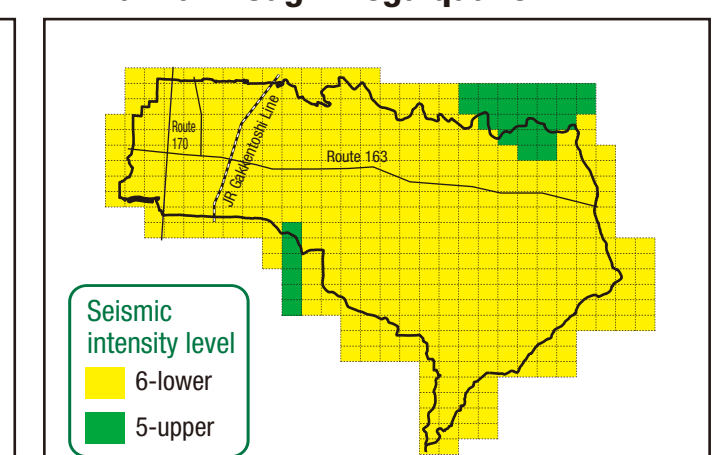 Route
170
JR Gakkentoshi Line
Route 163
Seismic
intensity level
6-lower
5-upper